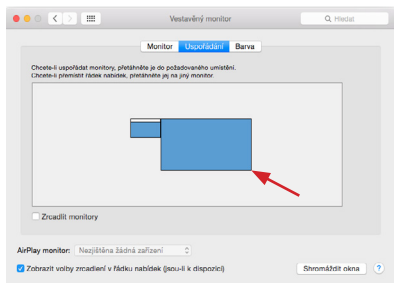 Vestavěný monitor
Hledat
Monitor Uspořádání Barva
Chcete-li uspořádat monitory, přetáhněte je do požadovaného umístění.
Chcete-li přemístit řádek nabídek, přetáhněte jej na jiný monitor.
Zrcadlit monitory
AirPlay monitor: Nezjištěna žádná zařízení
Zobrazit volby zrcadlení v řádku nabídek (jsou-li k dispozici)
Shromáždit okna ?